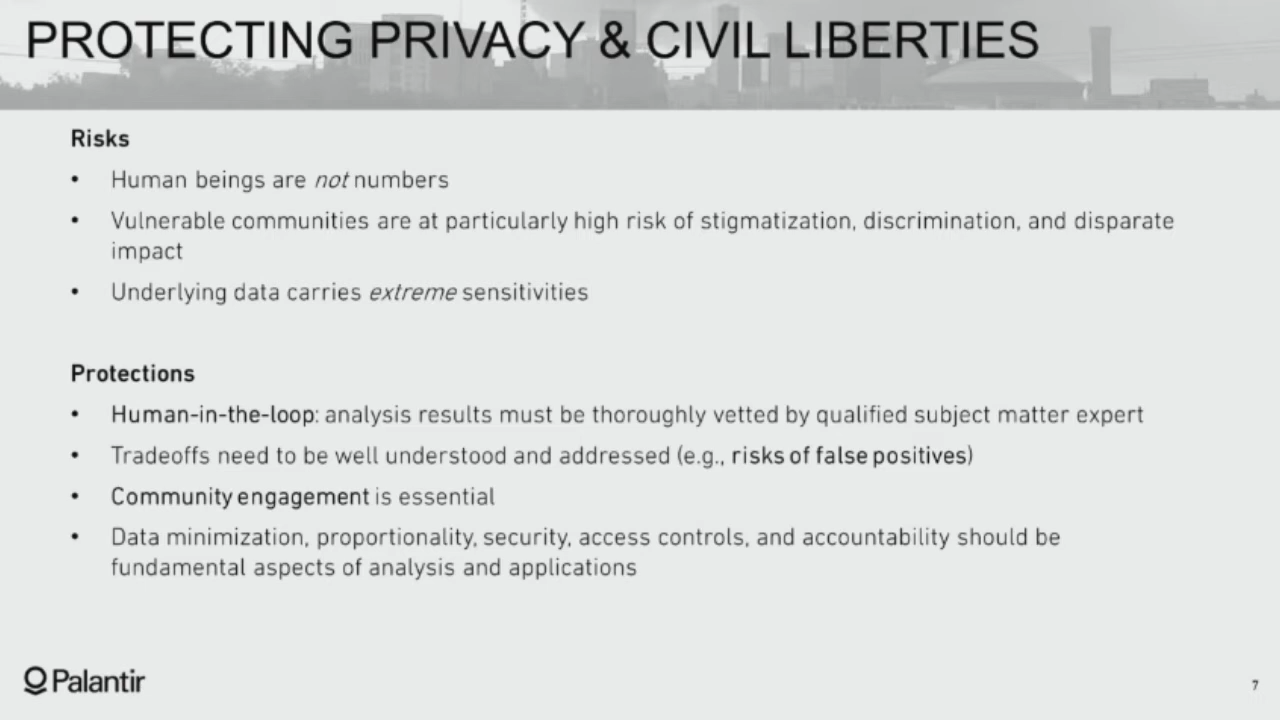 PROTECTING PRIVACY & CIVIL LIBERTIES
Risks
• Human beings are not numbers
• Vulnerable communities are at particularly high risk of stigmatization, discrimination, and disparate
impact
• Underlying data carries extreme sensitivities
Protections
• Human-in-the-loop: analysis results must be thoroughly vetted by qualified subject matter expert
• Tradeoffs need to be well understood and addressed (e.g., risks of false positives)
• Community engagement is essential
• Data minimization, proportionality, security, access controls, and accountability should be
fundamental aspects of analysis and applications
Palantir
7